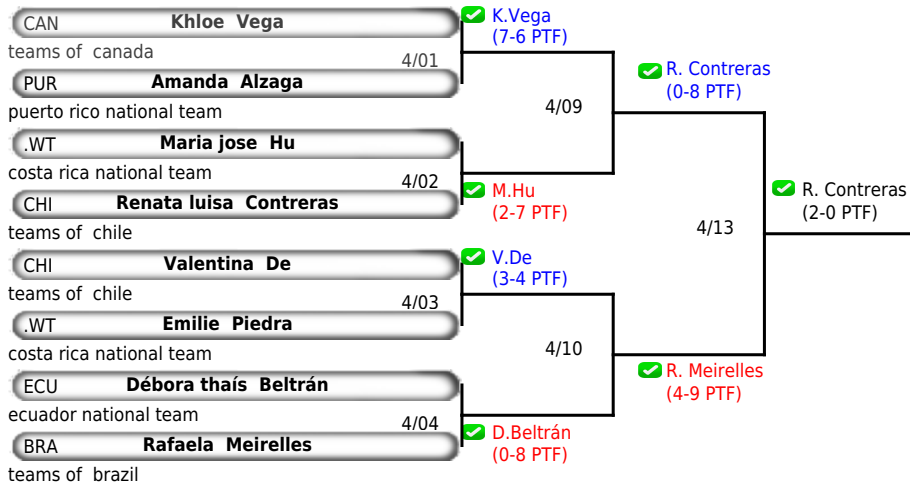 CAN Khloe Vega
teams of canada
4/01
PUR Amanda Alzaga
puerto rico national team
.WT Maria jose Hu
costa rica national team
4/02
CHI Renata luisa Contreras
teams of chile
CHI Valentina De
teams of chile
4/03
.WT Emilie Piedra
costa rica national team
ECU Débora thaís Beltrán
ecuador national team
4/04
BRA Rafaela Meirelles
teams of brazil
K.Vega
(7-6 PTF)
4/09
M.Hu
(2-7 PTF)
V.De
(3-4 PTF)
4/10
D.Beltrán
(0-8 PTF)
R. Contreras
(0-8 PTF)
4/13
R. Meirelles
(4-9 PTF)
R. Contreras
(2-0 PTF)